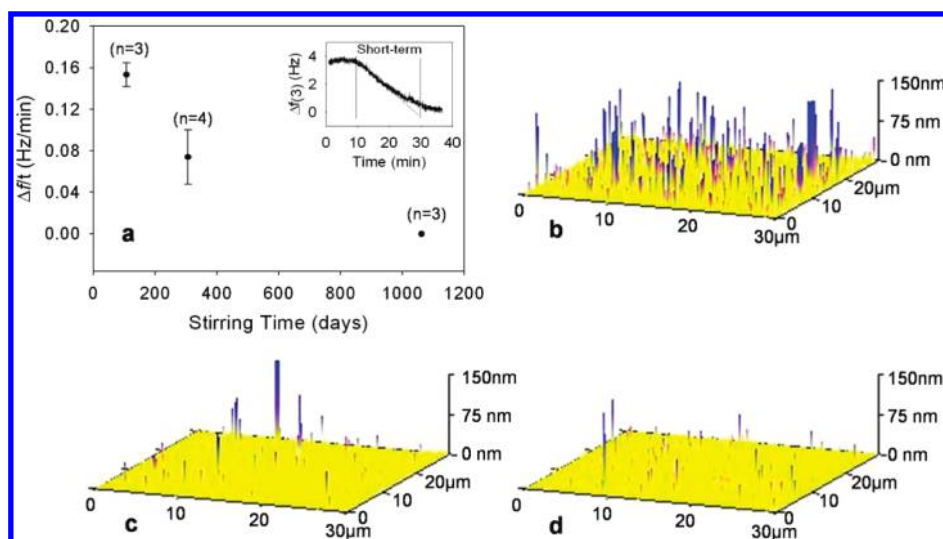 0.20
0.16
0.12
0.08
0.04
0.00
Δf/t (Hz/min)
(n=3)
(n=4)
(n=3)
a
0 200 400 600 800 1000 1200
Stirring Time (days)
Short-term
Δf(3) (Hz)
4
2
0
0 10 20 30 40
Time (min)
150nm
75 nm
0 nm
20µm
10
0
0 10 20 30µm
b
150nm
75 nm
0 nm
20µm
10
0
0 10 20 30µm
c
150nm
75 nm
0 nm
20µm
10
0
0 10 20 30µm
d